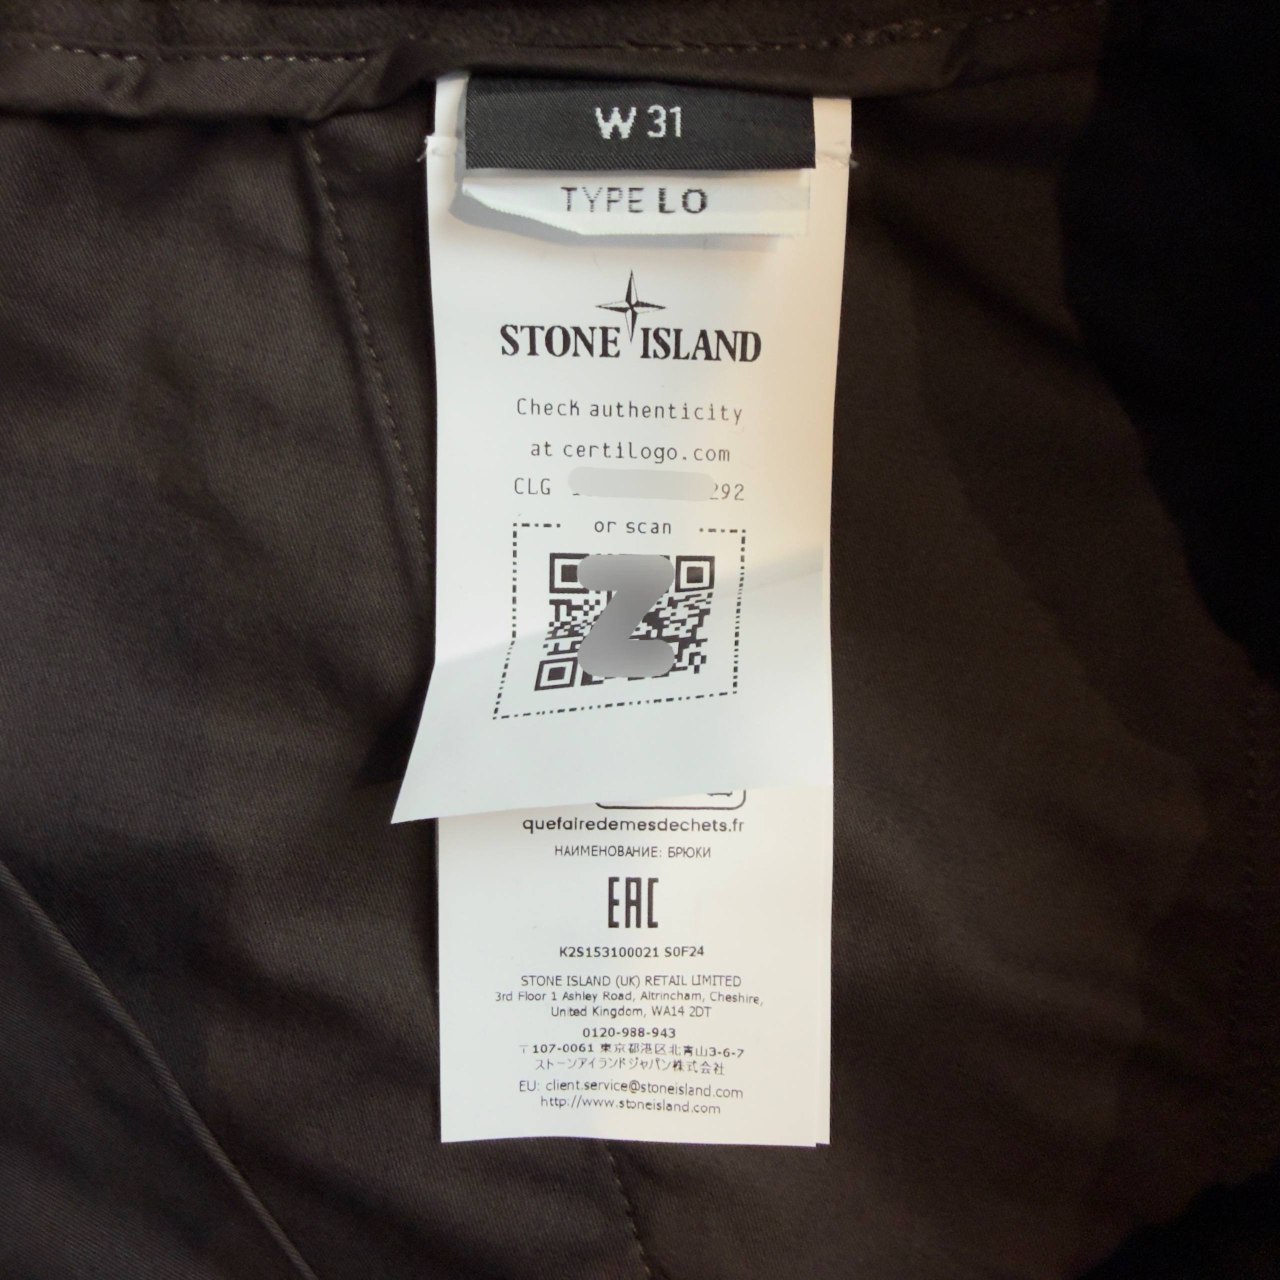 W 31
TYPE LO
STONE ISLAND
Check authenticity
at certilogo.com
CLG 292
or scan
quefairedemesdechets.fr
НАИМЕНОВАНИЕ: БРЮКИ
EAC
K2S153100021 S0F24
STONE ISLAND (UK) RETAIL LIMITED
3rd Floor 1 Ashley Road, Altrincham, Cheshire,
United Kingdom, WA14 2DT
0120-988-943
〒107-0061 東京都港区北青山3-6-7
ストーンアイランドジャパン株式会社
EU: client.service@stoneisland.com
http://www.stoneisland.com